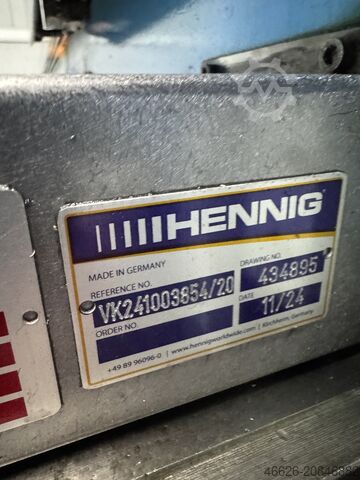 HENNIG
MADE IN GERMANY
REFERENCE NO. DRAWING NO.
VK241003854/20 434895
ORDER NO. DATE
11/24
+49 89 96096-0 www.hennigworldwide.com | Kirchheim, Germany
46626-20646882